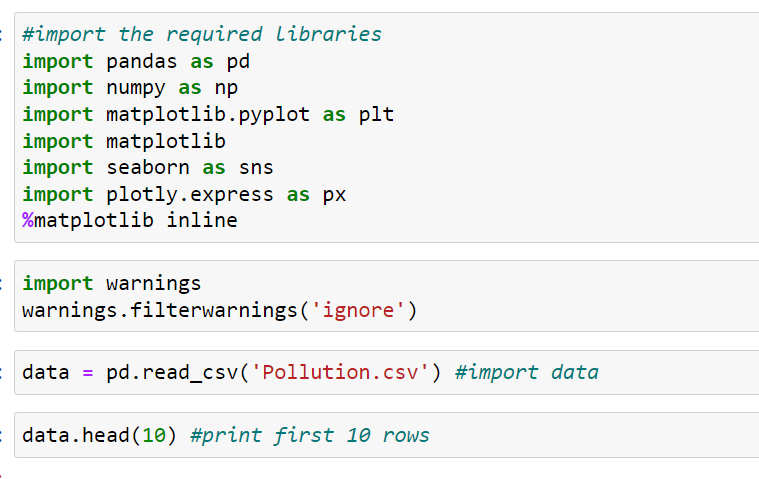 #import the required libraries
import pandas as pd
import numpy as np
import matplotlib.pyplot as plt
import matplotlib
import seaborn as sns
import plotly.express as px
%matplotlib inline
import warnings
warnings.filterwarnings('ignore')
data = pd.read_csv('Pollution.csv') #import data
data.head(10) #print first 10 rows